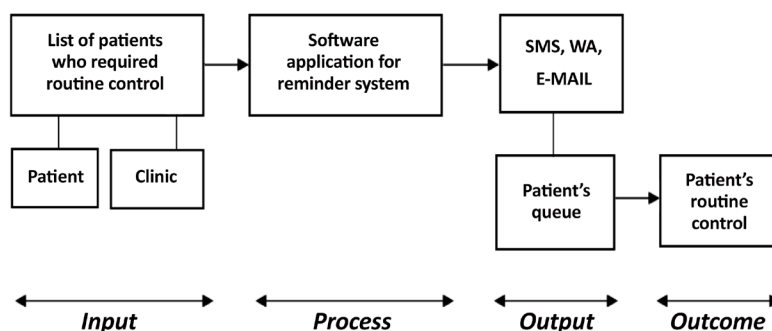 List of patients
who required
routine control
Software
application for
reminder system
SMS, WA,
E-MAIL
Patient
Clinic
Patient's
queue
Patient's
routine
control
Input
Process
Output
Outcome